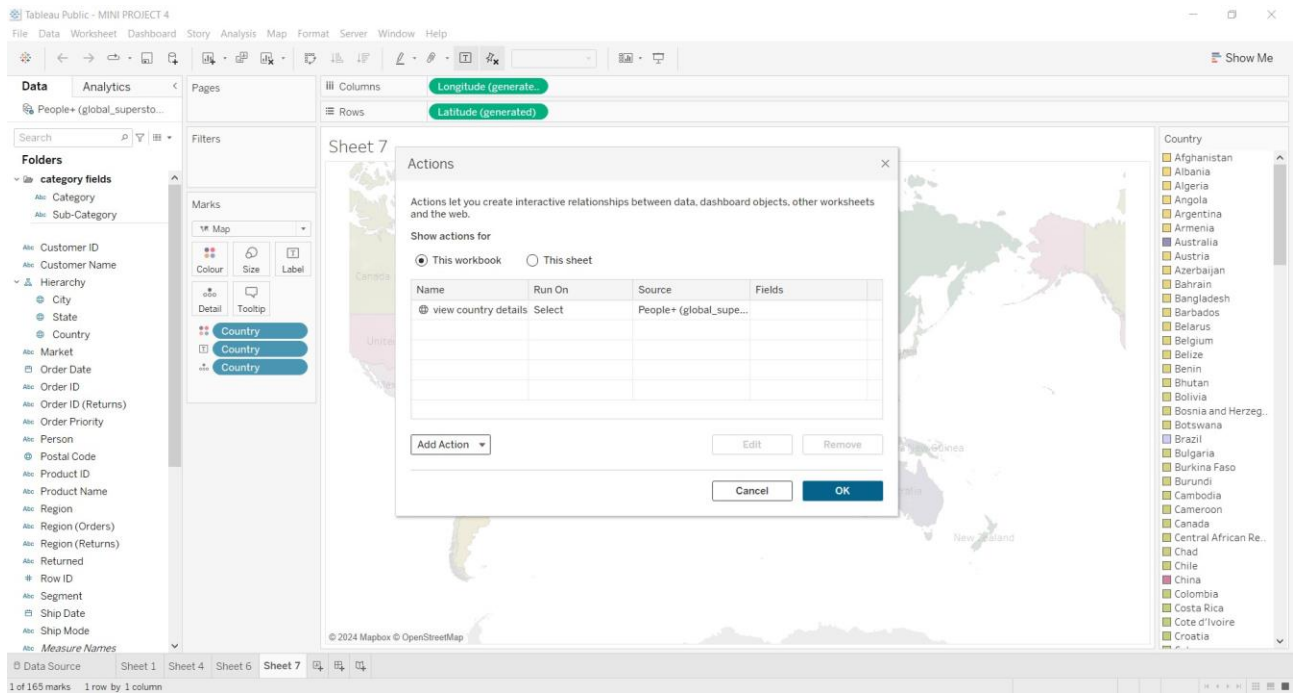 Tableau Public - MINI PROJECT 4
File Data Worksheet Dashboard Story Analysis Map Format Server Window Help
Show Me
Data Analytics
Pages
Columns Longitude (generate..
People+ (global_supersto...
Rows Latitude (generated)
Search
Filters
Sheet 7
Folders
category fields
Category
Sub-Category
Customer ID
Customer Name
Hierarchy
City
State
Country
Market
Order Date
Order ID
Order ID (Returns)
Order Priority
Person
Postal Code
Product ID
Product Name
Region
Region (Orders)
Region (Returns)
Returned
Row ID
Segment
Ship Date
Ship Mode
Measure Names
Marks
Map
Colour Size Label
Detail Tooltip
Country
Country
Country
Actions
Actions let you create interactive relationships between data, dashboard objects, other worksheets
and the web.
Show actions for
This workbook This sheet
Name Run On Source Fields
view country details Select People+ (global_supe...
Add Action Edit Remove
Cancel OK
Canada
New Zealand
© 2024 Mapbox © OpenStreetMap
Country
Afghanistan
Albania
Algeria
Angola
Argentina
Armenia
Australia
Austria
Azerbaijan
Bahrain
Bangladesh
Barbados
Belarus
Belgium
Belize
Benin
Bhutan
Bolivia
Bosnia and Herzeg..
Botswana
Brazil
Bulgaria
Burkina Faso
Burundi
Cambodia
Cameroon
Canada
Central African Re..
Chad
Chile
China
Colombia
Costa Rica
Cote d'Ivoire
Croatia
Data Source Sheet 1 Sheet 4 Sheet 6 Sheet 7
1 of 165 marks 1 row by 1 column